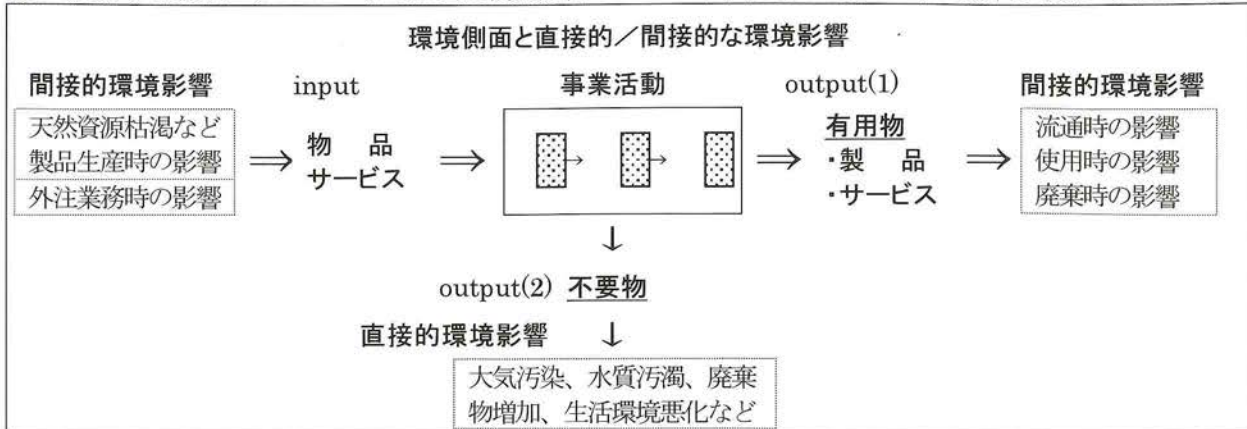 環境側面と直接的／間接的な環境影響
間接的環境影響
天然資源枯渇など
製品生産時の影響
外注業務時の影響
input
物　品
サービス
事業活動
output(1)
有用物
・製　品
・サービス
間接的環境影響
流通時の影響
使用時の影響
廃棄時の影響
output(2) 不要物
直接的環境影響
大気汚染、水質汚濁、廃棄
物増加、生活環境悪化など